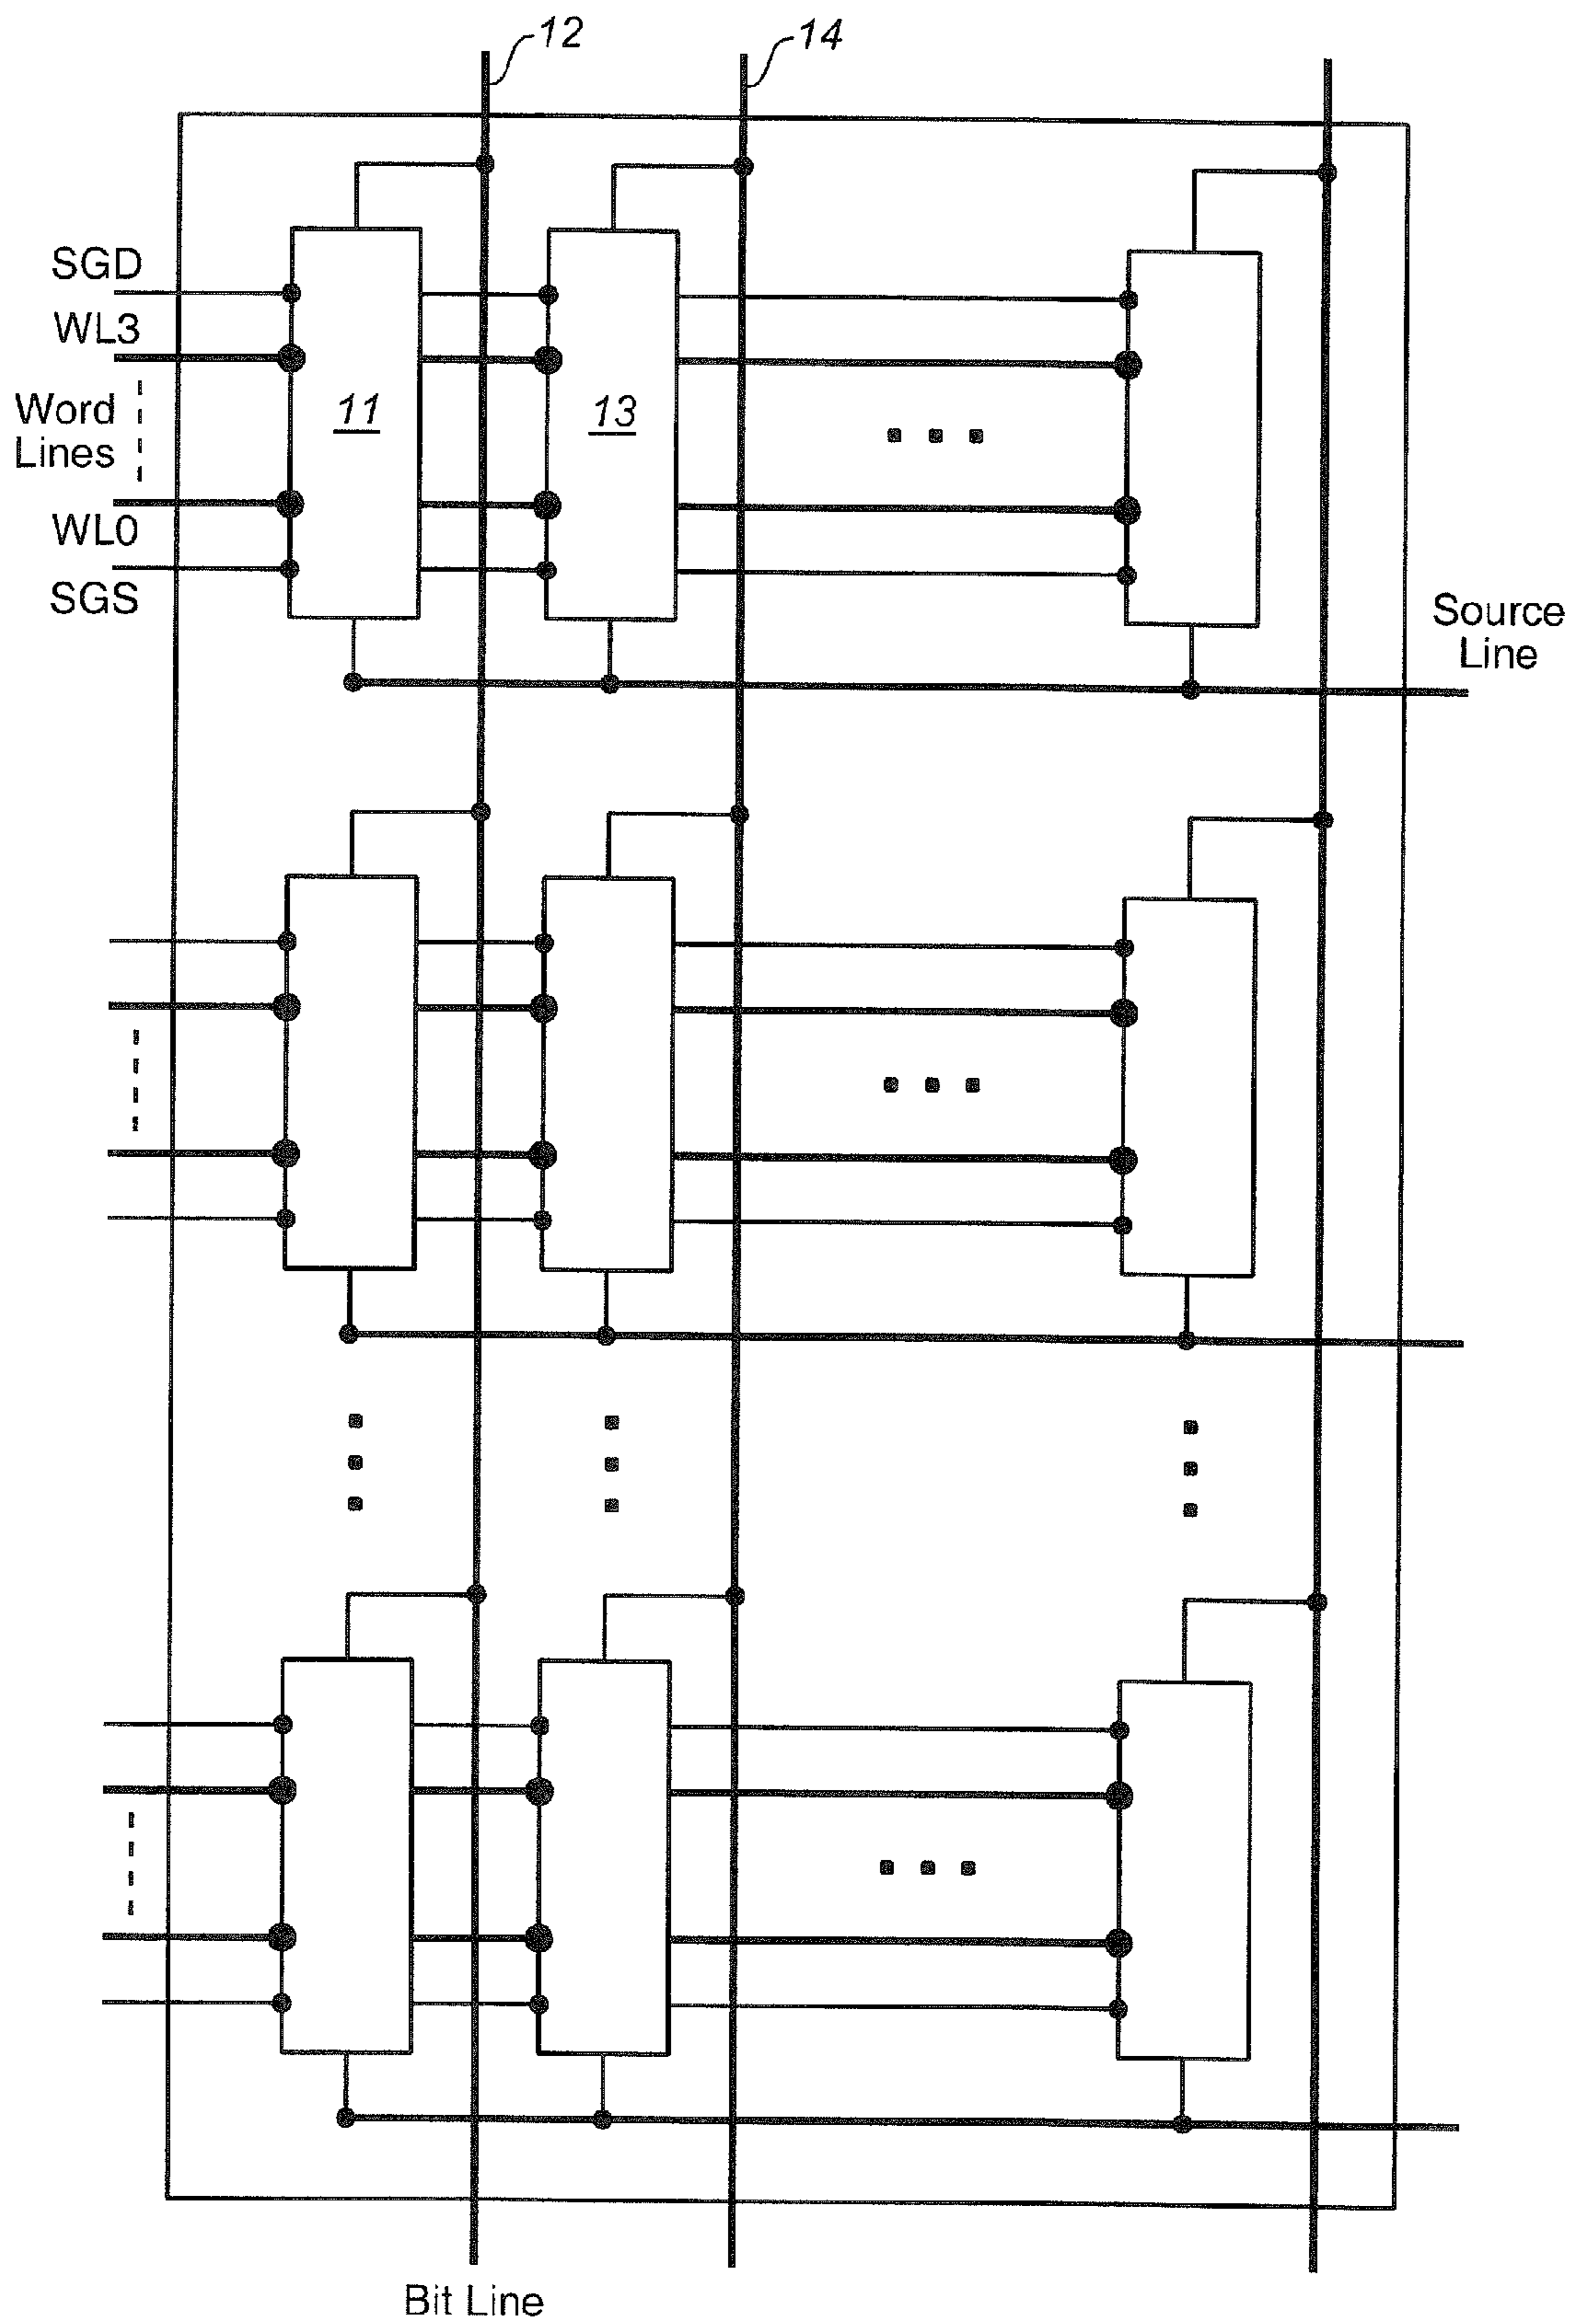 12
14
SGD
WL3
Word
Lines
11
13
WL0
SGS
Source
Line
Bit Line